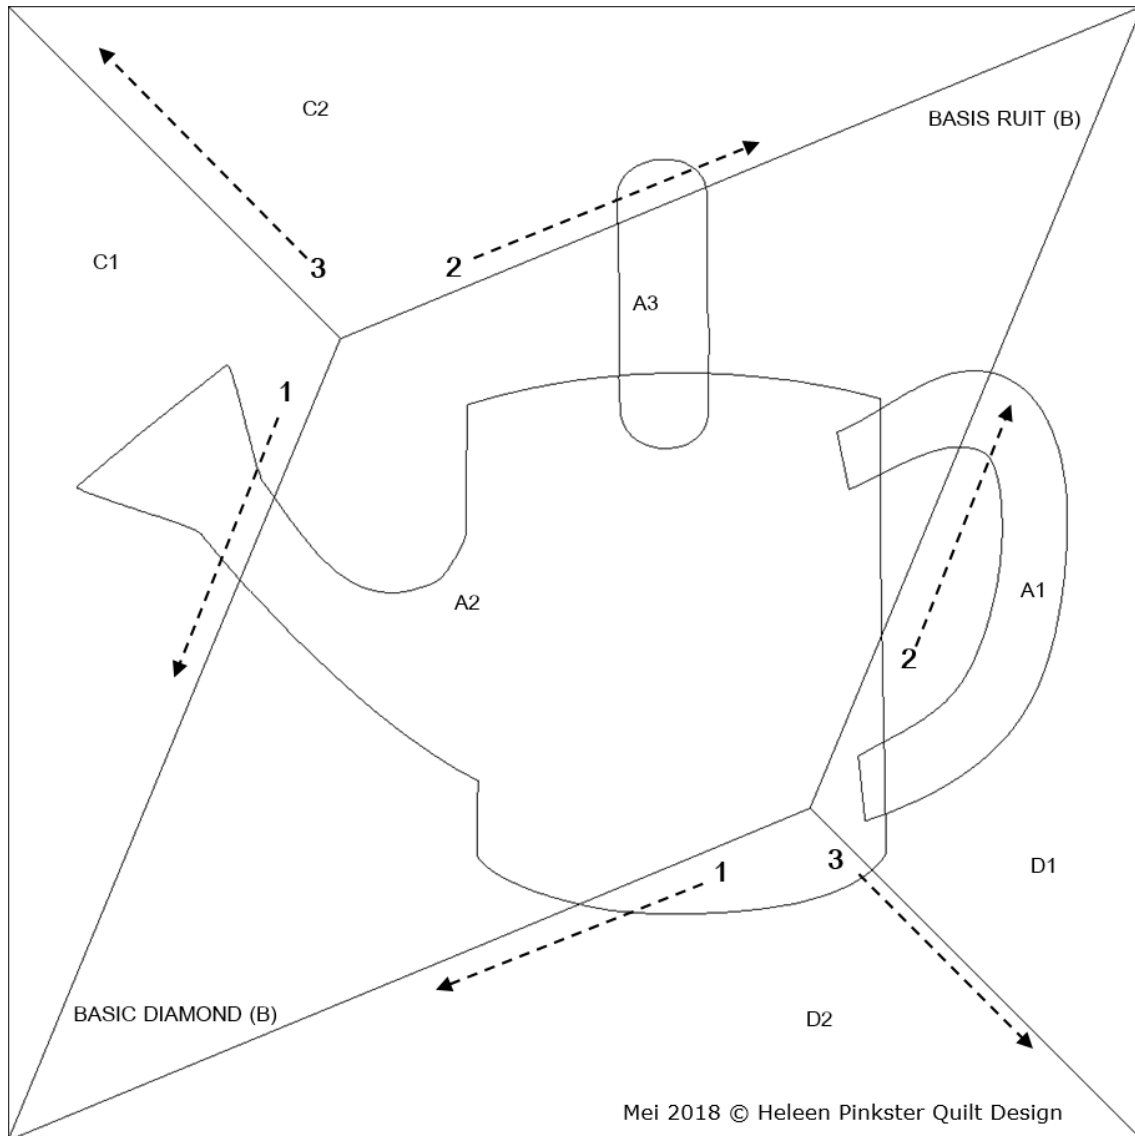 C2
BASIS RUIT (B)
C1
3
2
A3
1
A2
A1
2
1
3
D1
BASIC DIAMOND (B)
D2
Mei 2018 © Heleen Pinkster Quilt Design